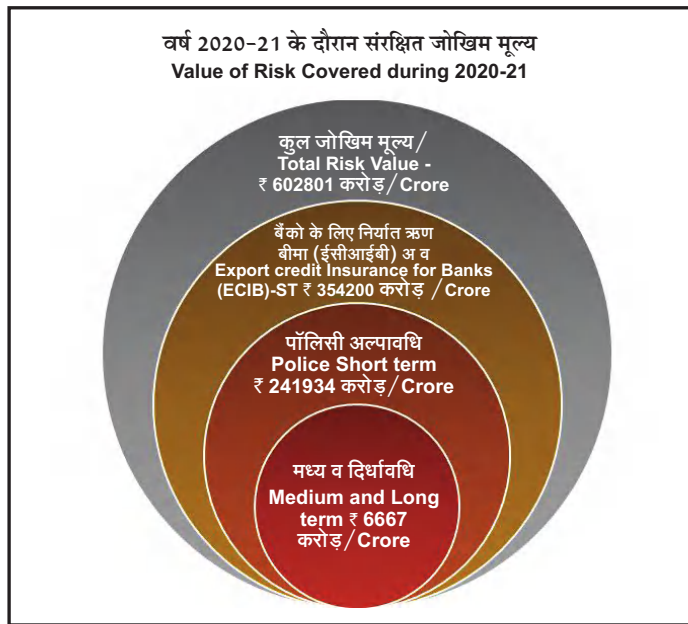 वर्ष 2020-21 के दौरान संरक्षित जोखिम मूल्य
Value of Risk Covered during 2020-21
कुल जोखिम मूल्य/
Total Risk Value -
₹ 602801 करोड़/Crore
बैंको के लिए निर्यात ऋण
बीमा (ईसीआईबी) अ व
Export credit Insurance for Banks
(ECIB)-ST ₹ 354200 करोड़ /Crore
पॉलिसी अल्पावधि
Police Short term
₹ 241934 करोड़/Crore
मध्य व दिर्धावधि
Medium and Long
term ₹ 6667
करोड़/Crore